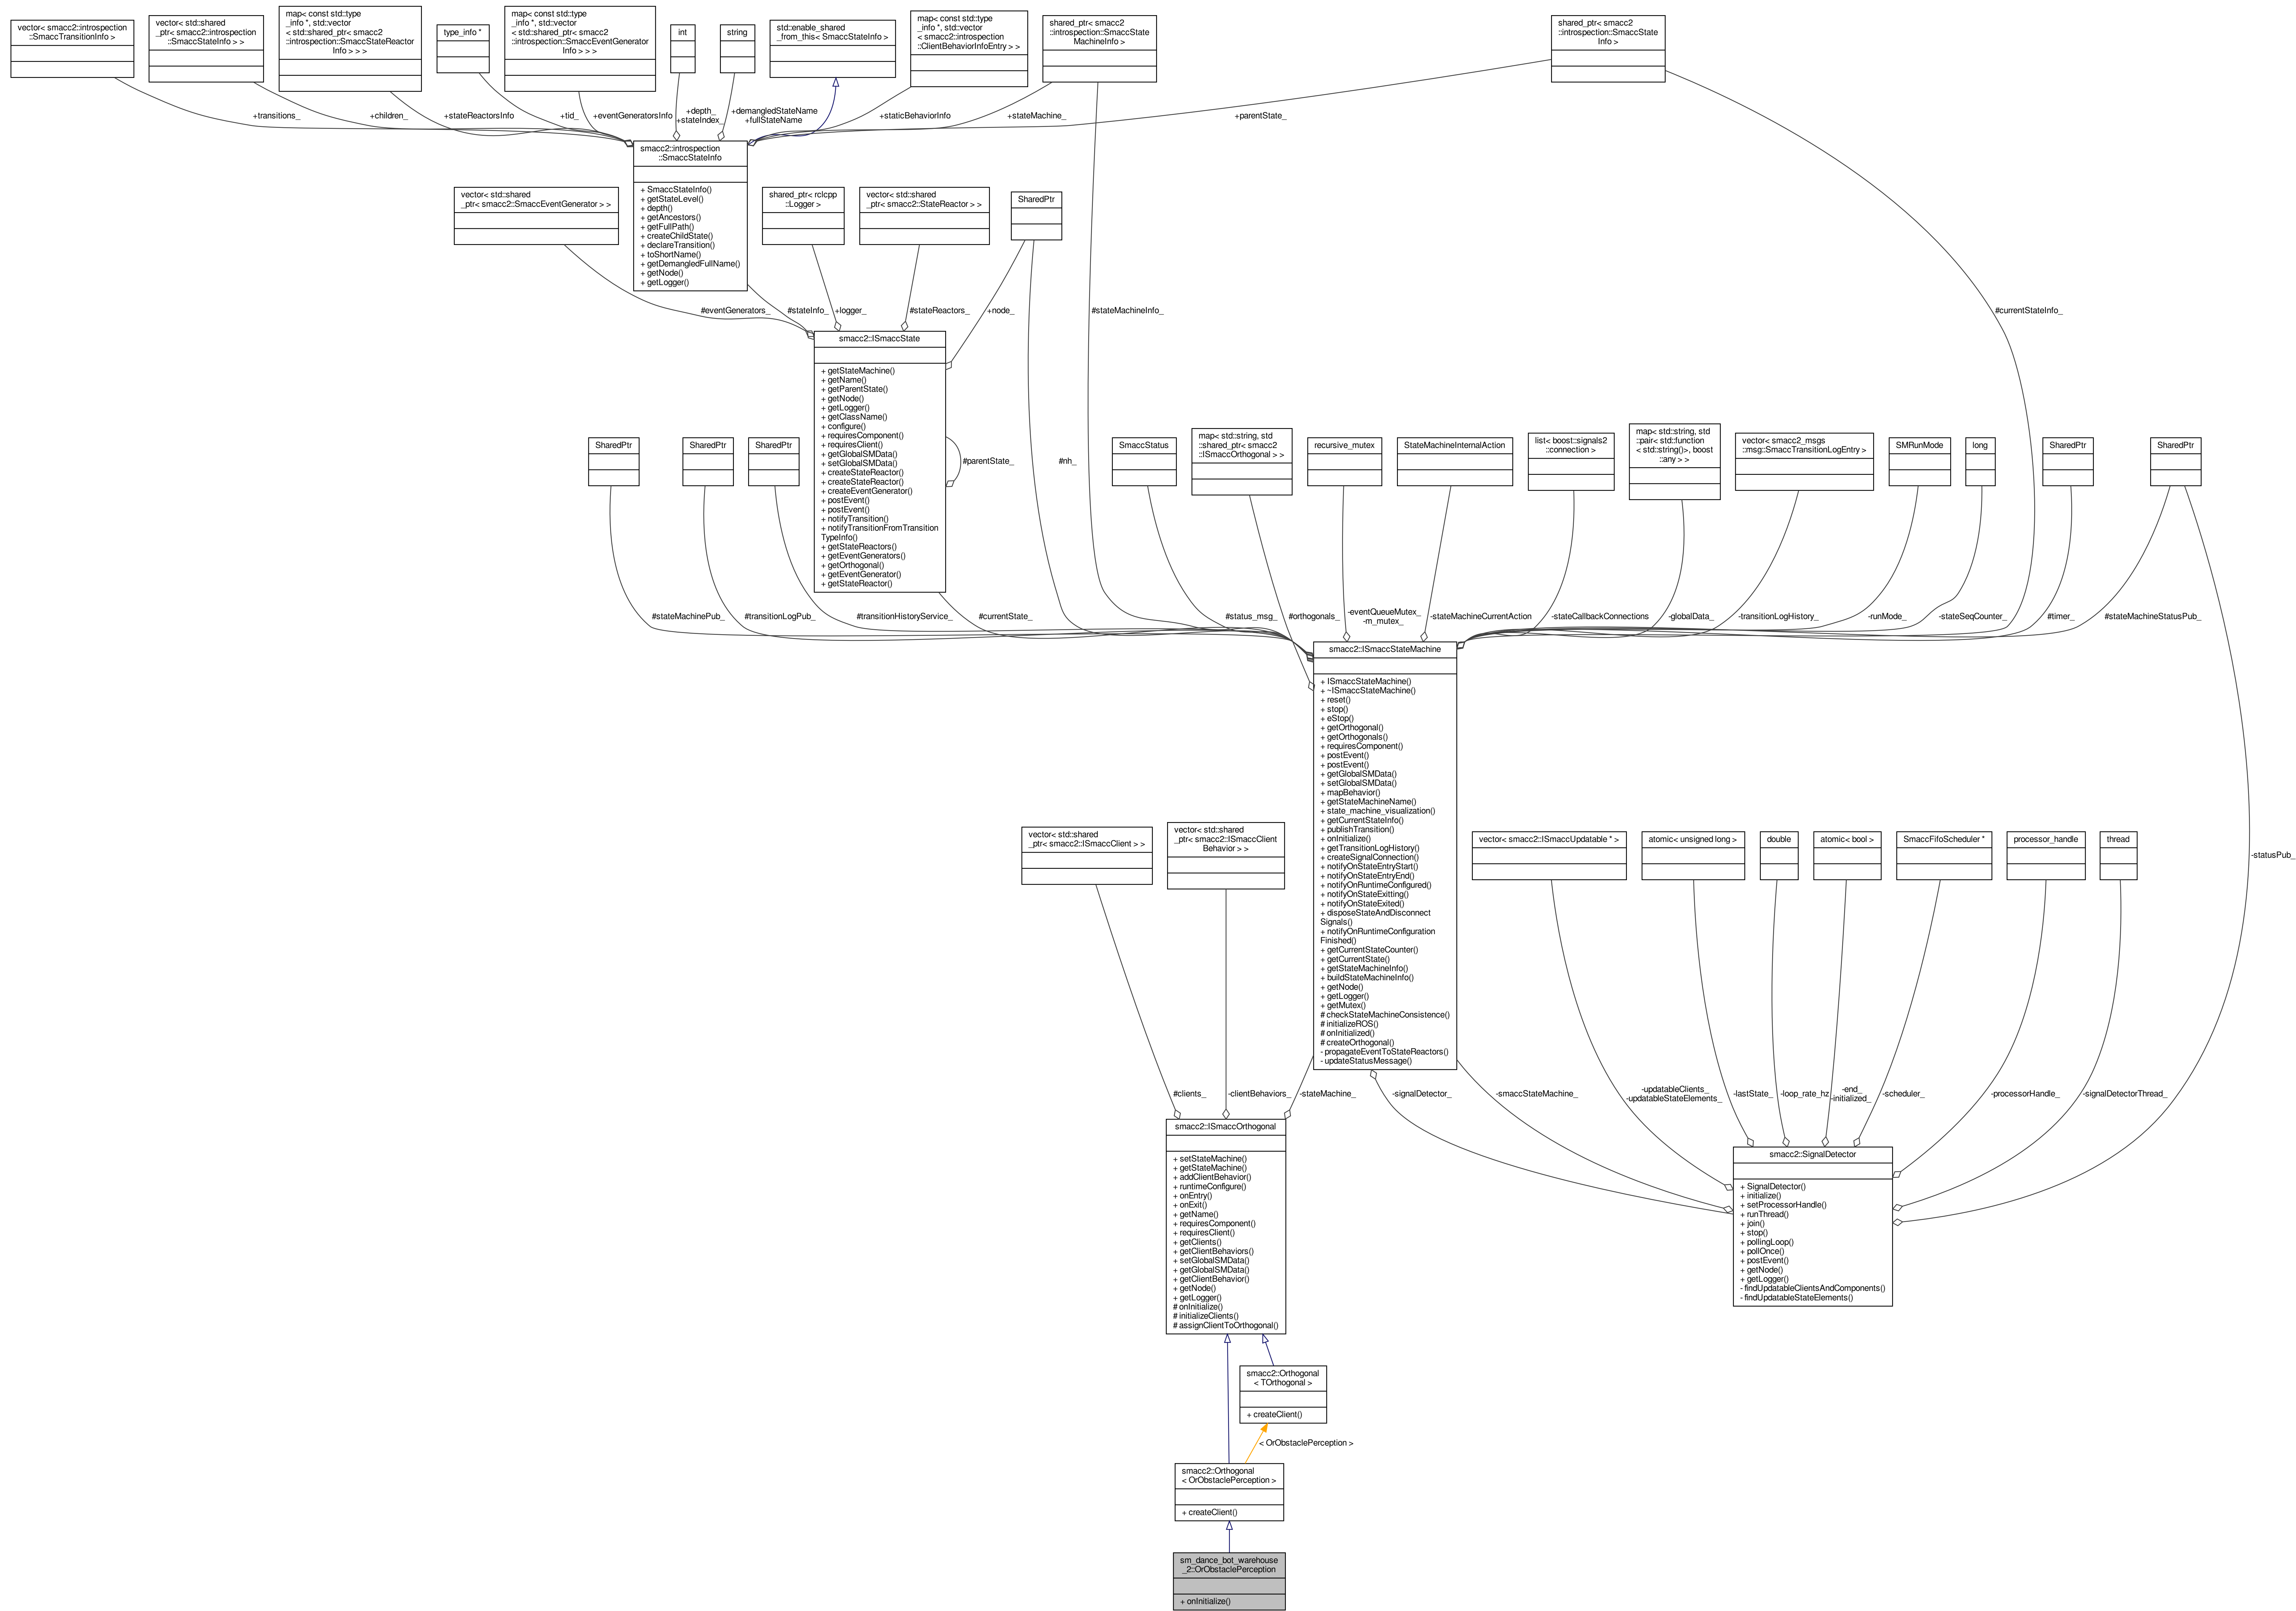 vector< smacc2::introspection
::SmaccTransitionInfo >
vector< std::shared
_ptr< smacc2::introspection
::SmaccStateInfo > >
map< const std::type
_info *, std::vector
< std::shared_ptr< smacc2
::introspection::SmaccStateReactor
Info > > >
type_info *
map< const std::type
_info *, std::vector
< std::shared_ptr< smacc2
::introspection::SmaccEventGenerator
Info > > >
int
string
std::enable_shared
_from_this< SmaccStateInfo >
map< const std::type
_info *, std::vector
< smacc2::introspection
::ClientBehaviorInfoEntry > >
shared_ptr< smacc2
::introspection::SmaccState
MachineInfo >
shared_ptr< smacc2
::introspection::SmaccState
Info >
+transitions_
+children_
+stateReactorsInfo
+tid_
+eventGeneratorsInfo
+depth_
+stateIndex_
+demangledStateName
+fullStateName
+staticBehaviorInfo
+stateMachine_
+parentState_
smacc2::introspection
::SmaccStateInfo
+ SmaccStateInfo()
+ getStateLevel()
+ depth()
+ getAncestors()
+ getFullPath()
+ createChildState()
+ declareTransition()
+ toShortName()
+ getDemangledFullName()
+ getNode()
+ getLogger()
vector< std::shared
_ptr< smacc2::SmaccEventGenerator > >
shared_ptr< rclcpp
::Logger >
vector< std::shared
_ptr< smacc2::StateReactor > >
SharedPtr
#eventGenerators_
#stateInfo_
+logger_
#stateReactors_
+node_
#stateMachineInfo_
#currentStateInfo_
smacc2::ISmaccState
+ getStateMachine()
+ getName()
+ getParentState()
+ getNode()
+ getLogger()
+ getClassName()
+ configure()
+ requiresComponent()
+ requiresClient()
+ getGlobalSMData()
+ setGlobalSMData()
+ createStateReactor()
+ createStateReactor()
+ createEventGenerator()
+ postEvent()
+ postEvent()
+ notifyTransition()
+ notifyTransitionFromTransition
TypeInfo()
+ getStateReactors()
+ getEventGenerators()
+ getOrthogonal()
+ getEventGenerator()
+ getStateReactor()
#parentState_
#nh_
SharedPtr
SharedPtr
SharedPtr
SmaccStatus
map< std::string, std
::shared_ptr< smacc2
::ISmaccOrthogonal > >
recursive_mutex
StateMachineInternalAction
list< boost::signals2
::connection >
map< std::string, std
::pair< std::function
< std::string()>, boost
::any > >
vector< smacc2_msgs
::msg::SmaccTransitionLogEntry >
SMRunMode
long
SharedPtr
SharedPtr
#stateMachinePub_
#transitionLogPub_
#transitionHistoryService_
#currentState_
#status_msg_
#orthogonals_
-eventQueueMutex_
-m_mutex_
-stateMachineCurrentAction
-stateCallbackConnections
-globalData_
-transitionLogHistory_
-runMode_
-stateSeqCounter_
#timer_
#stateMachineStatusPub_
smacc2::ISmaccStateMachine
+ ISmaccStateMachine()
+ ~ISmaccStateMachine()
+ reset()
+ stop()
+ eStop()
+ getOrthogonal()
+ getOrthogonals()
+ requiresComponent()
+ postEvent()
+ postEvent()
+ getGlobalSMData()
+ setGlobalSMData()
+ mapBehavior()
+ getStateMachineName()
+ state_machine_visualization()
+ getCurrentStateInfo()
+ publishTransition()
+ onInitialize()
+ getTransitionLogHistory()
+ createSignalConnection()
+ notifyOnStateEntryStart()
+ notifyOnStateEntryEnd()
+ notifyOnRuntimeConfigured()
+ notifyOnStateExitting()
+ notifyOnStateExited()
+ disposeStateAndDisconnect
Signals()
+ notifyOnRuntimeConfiguration
Finished()
+ getCurrentStateCounter()
+ getCurrentState()
+ getStateMachineInfo()
+ buildStateMachineInfo()
+ getNode()
+ getLogger()
+ getMutex()
# checkStateMachineConsistence()
# initializeROS()
# onInitialized()
# createOrthogonal()
- propagateEventToStateReactors()
- updateStatusMessage()
vector< std::shared
_ptr< smacc2::ISmaccClient > >
vector< std::shared
_ptr< smacc2::ISmaccClient
Behavior > >
vector< smacc2::ISmaccUpdatable * >
atomic< unsigned long >
double
atomic< bool >
SmaccFifoScheduler *
processor_handle
thread
-statusPub_
#clients_
-clientBehaviors_
-stateMachine_
-signalDetector_
-smaccStateMachine_
-updatableClients_
-updatableStateElements_
-lastState_
-loop_rate_hz
-end_
-initialized_
-scheduler_
-processorHandle_
-signalDetectorThread_
smacc2::ISmaccOrthogonal
+ setStateMachine()
+ getStateMachine()
+ addClientBehavior()
+ runtimeConfigure()
+ onEntry()
+ onExit()
+ getName()
+ requiresComponent()
+ requiresClient()
+ getClients()
+ getClientBehaviors()
+ setGlobalSMData()
+ getGlobalSMData()
+ getClientBehavior()
+ getNode()
+ getLogger()
# onInitialize()
# initializeClients()
# assignClientToOrthogonal()
smacc2::SignalDetector
+ SignalDetector()
+ initialize()
+ setProcessorHandle()
+ runThread()
+ join()
+ stop()
+ pollingLoop()
+ pollOnce()
+ postEvent()
+ getNode()
+ getLogger()
- findUpdatableClientsAndComponents()
- findUpdatableStateElements()
smacc2::Orthogonal
< TOrthogonal >
+ createClient()
< OrObstaclePerception >
smacc2::Orthogonal
< OrObstaclePerception >
+ createClient()
sm_dance_bot_warehouse
_2::OrObstaclePerception
+ onInitialize()